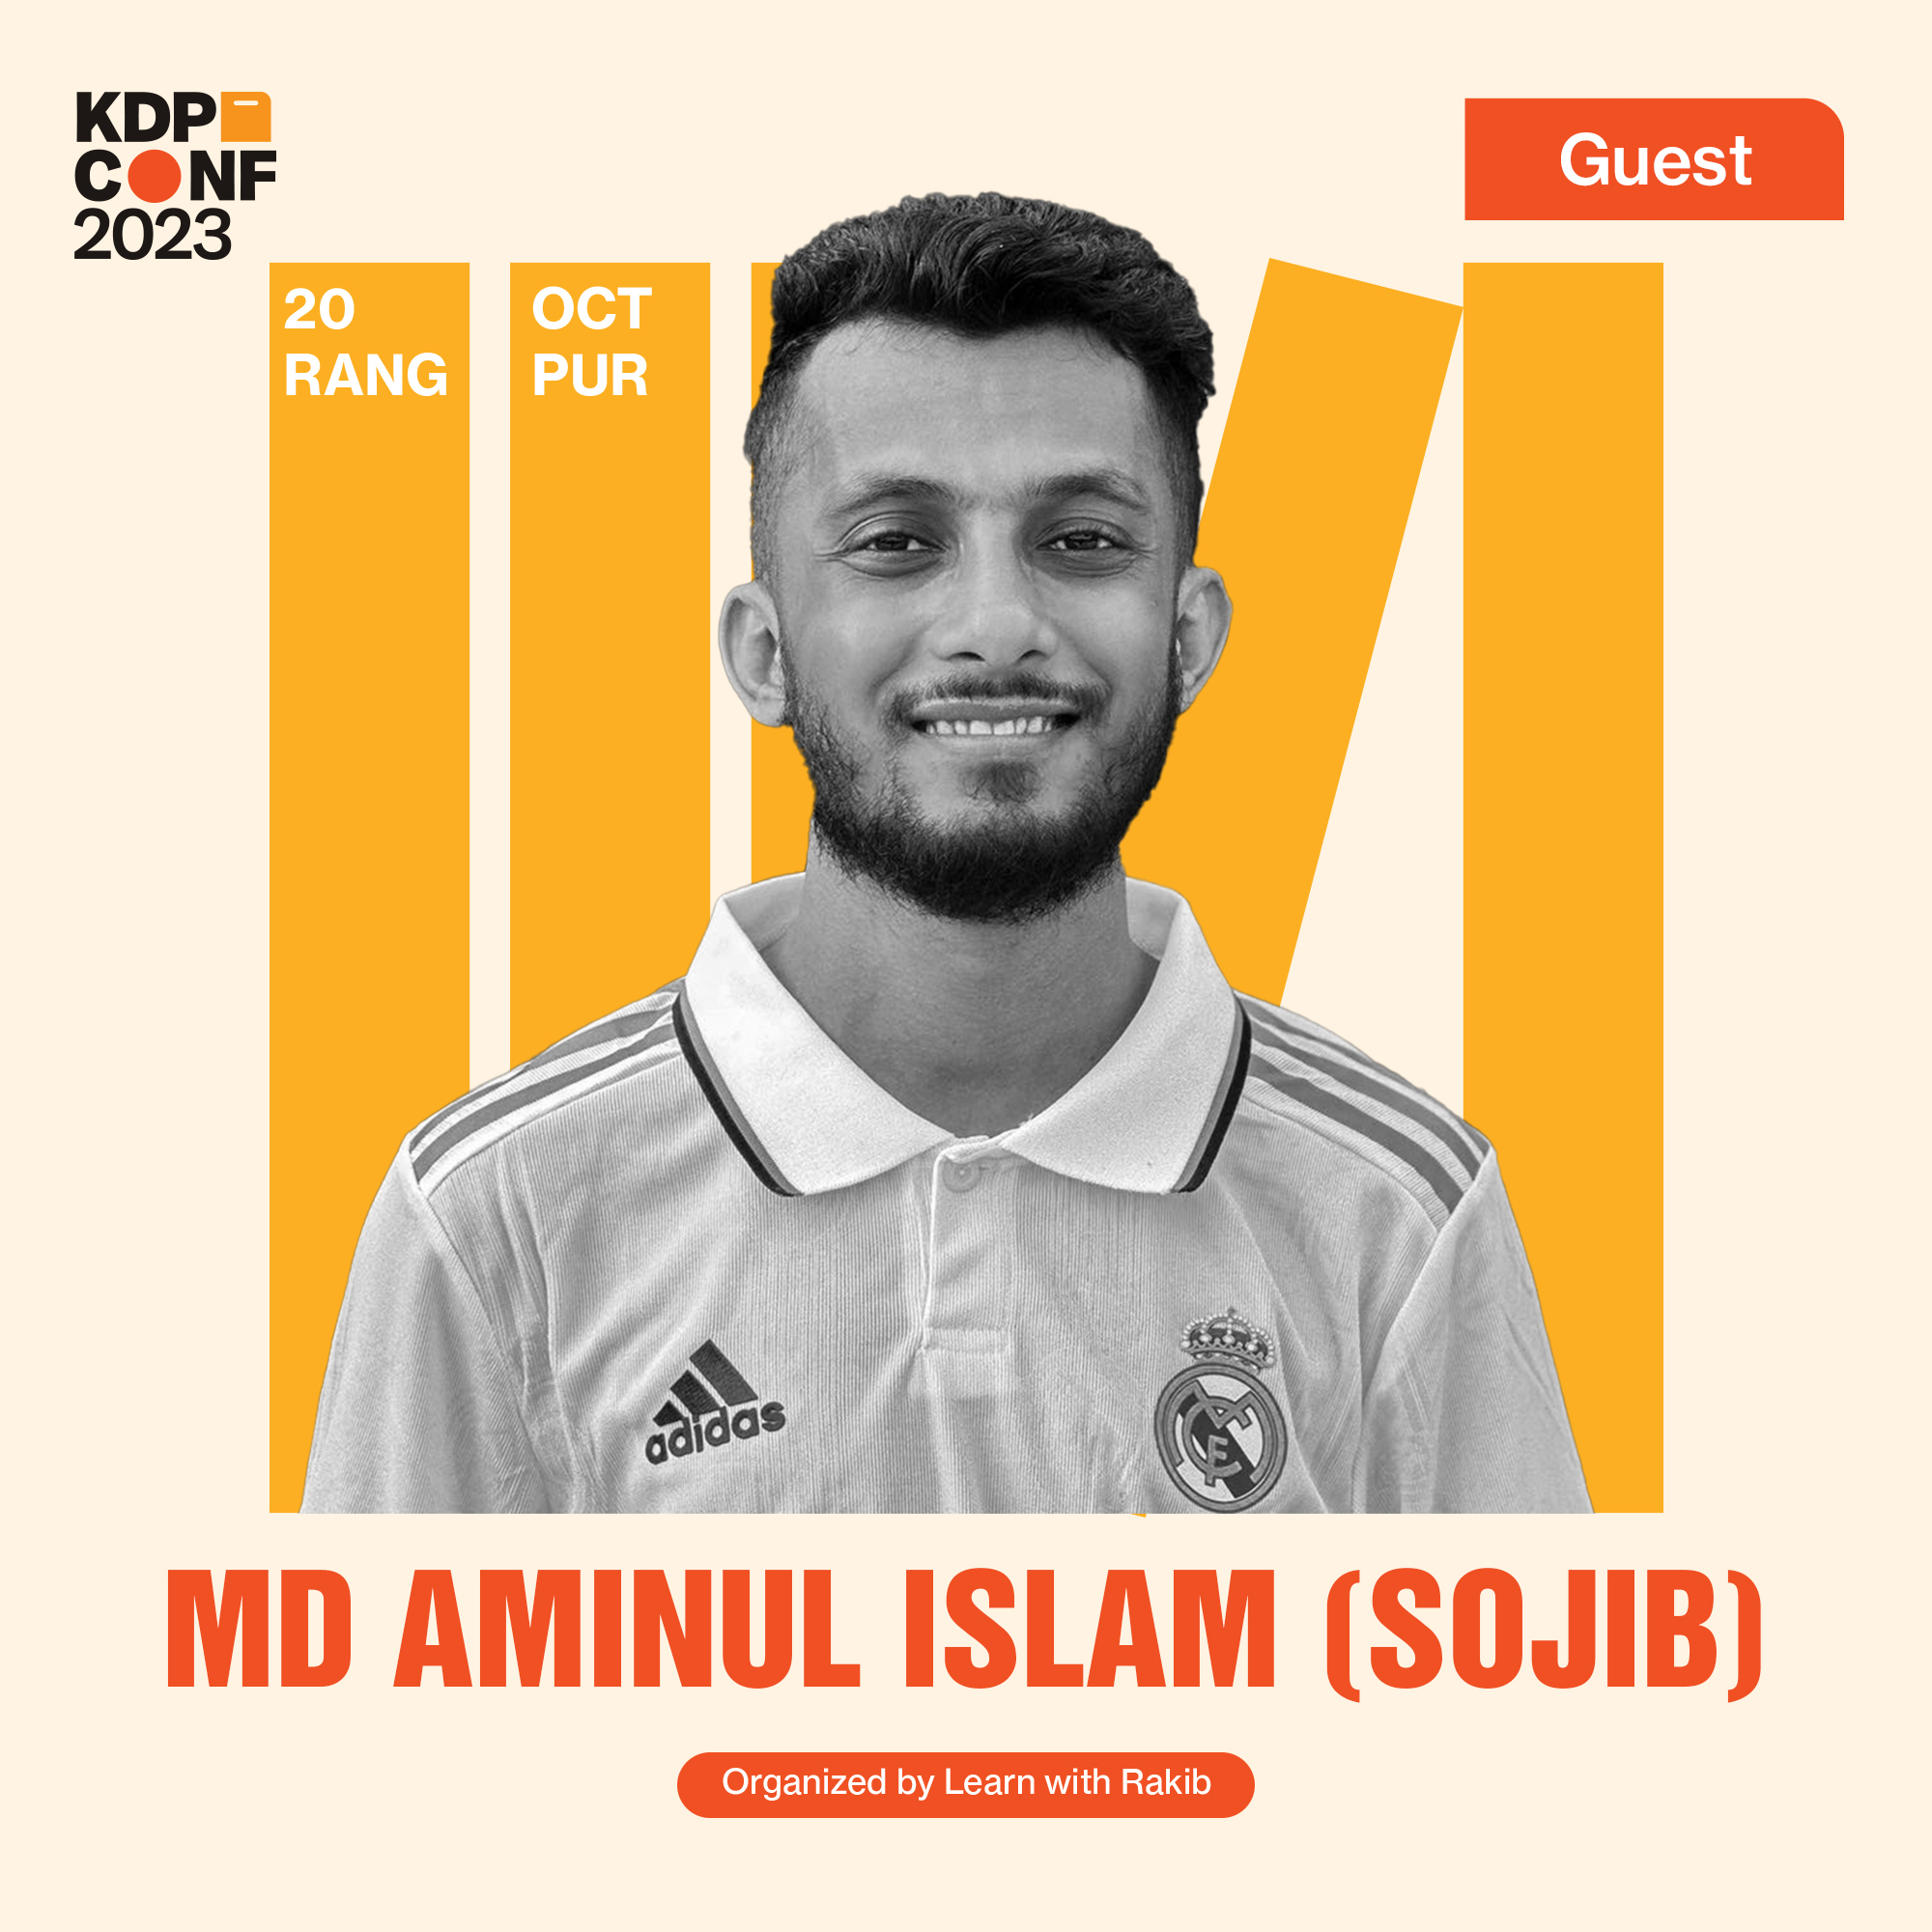 KDP
CONF
2023
Guest
20 OCT
RANG PUR
adidas
MD AMINUL ISLAM (SOJIB)
Organized by Learn with Rakib